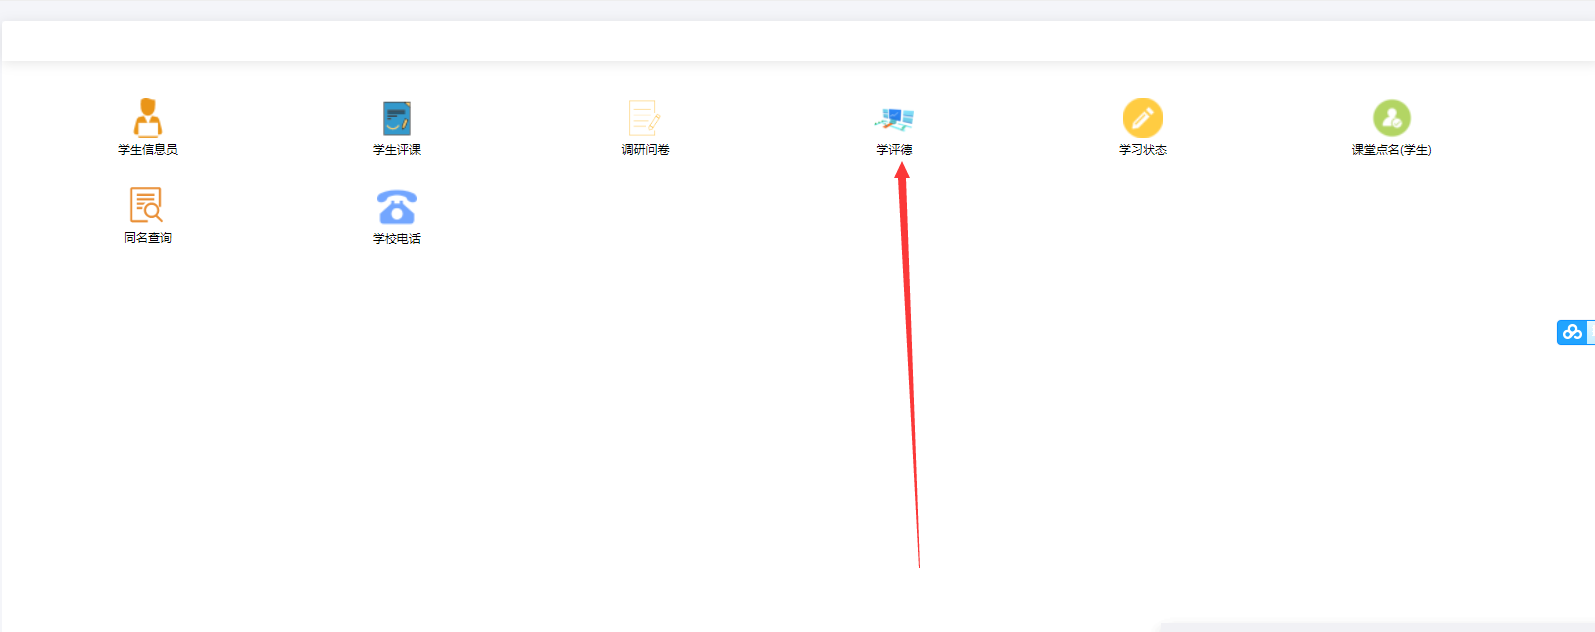 学生信息员
学生评课
调研问卷
学评德
学习状态
课堂点名(学生)
同名查询
学校电话